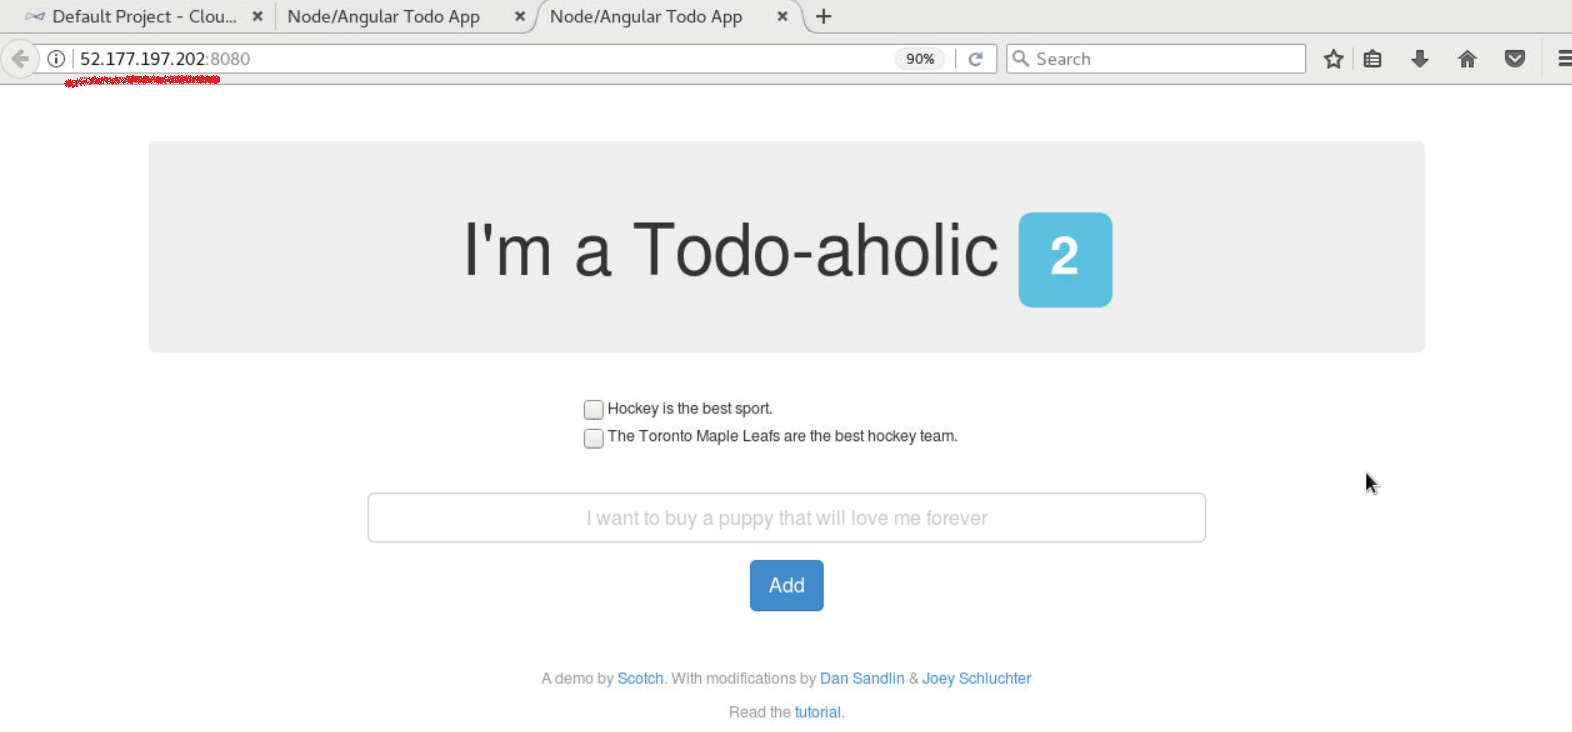 Default Project - Clou... Node/Angular Todo App Node/Angular Todo App
52.177.197.202:8080 90% Search
I'm a Todo-aholic 2
Hockey is the best sport.
The Toronto Maple Leafs are the best hockey team.
I want to buy a puppy that will love me forever
Add
A demo by Scotch. With modifications by Dan Sandlin & Joey Schluchter
Read the tutorial.